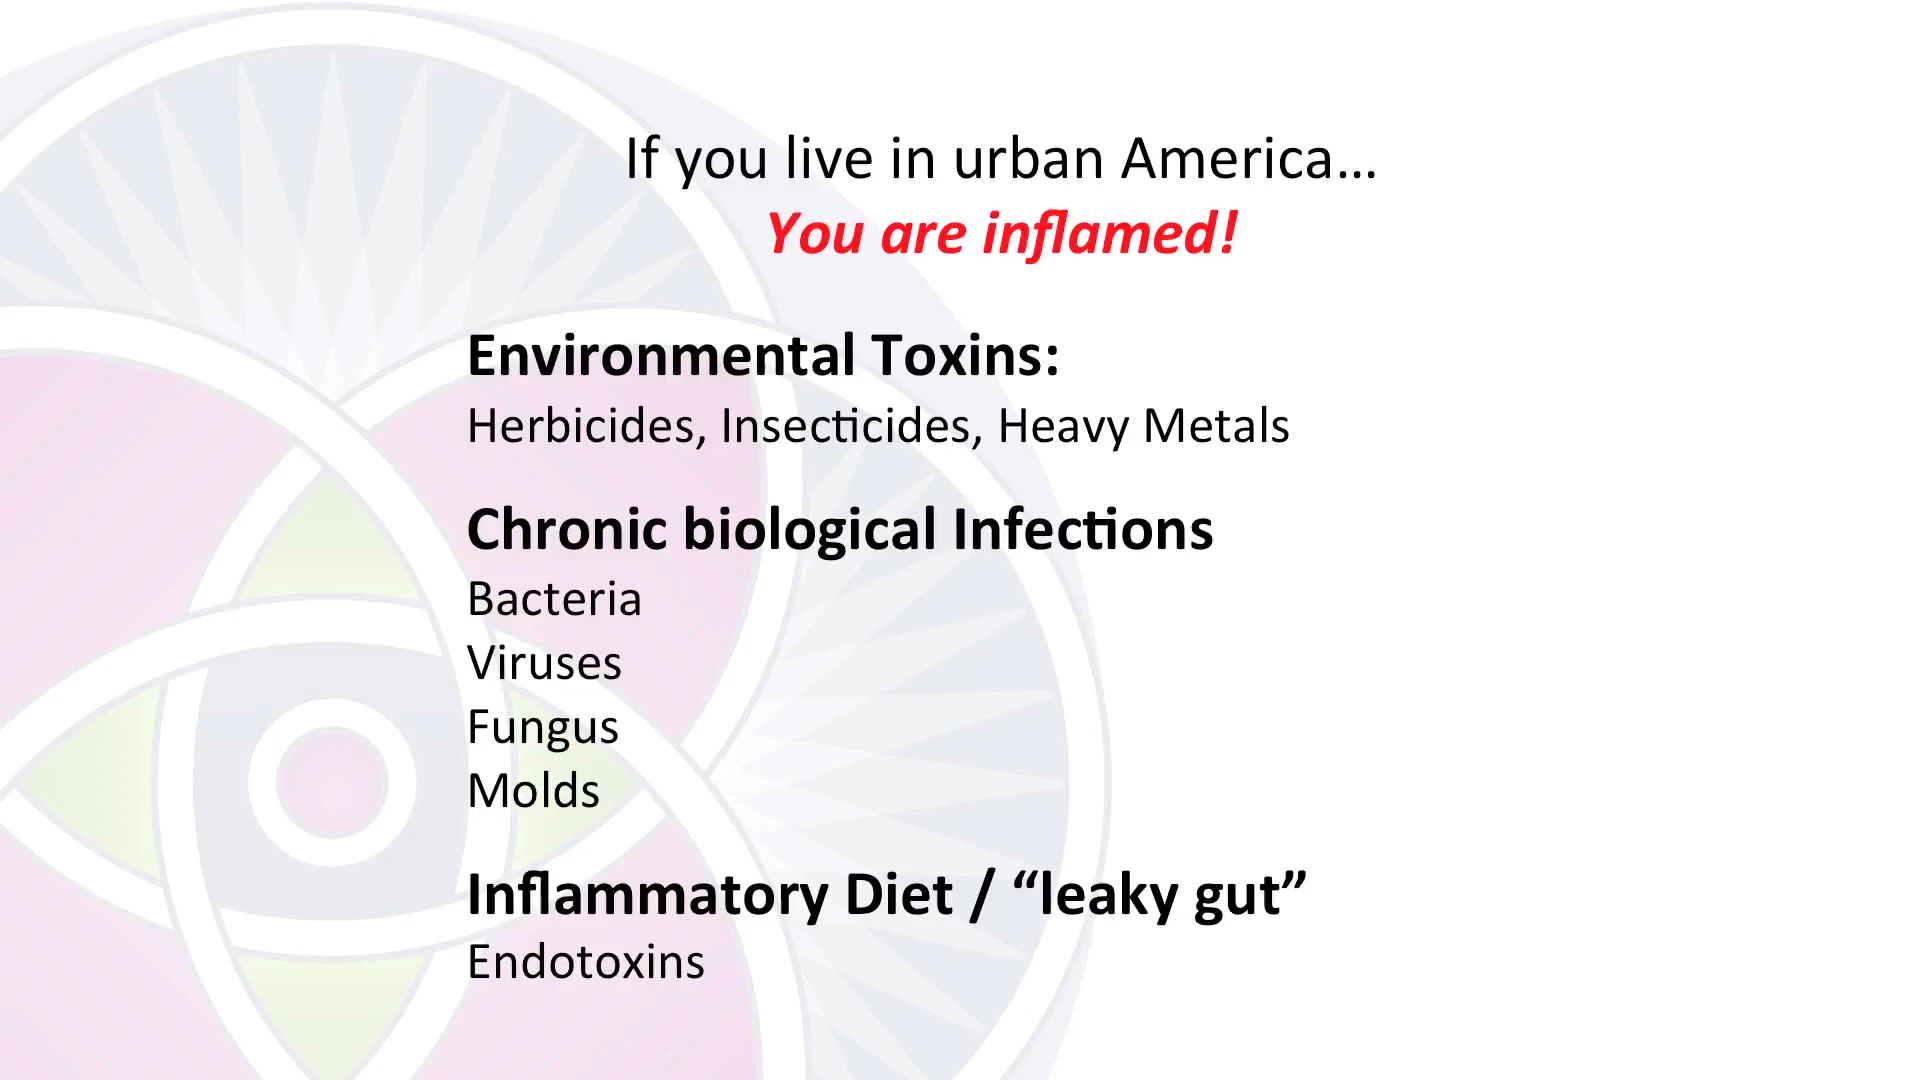 If you live in urban America…
You are inflamed!
Environmental Toxins:
Herbicides, Insecticides, Heavy Metals
Chronic biological Infections
Bacteria
Viruses
Fungus
Molds
Inflammatory Diet / “leaky gut”
Endotoxins